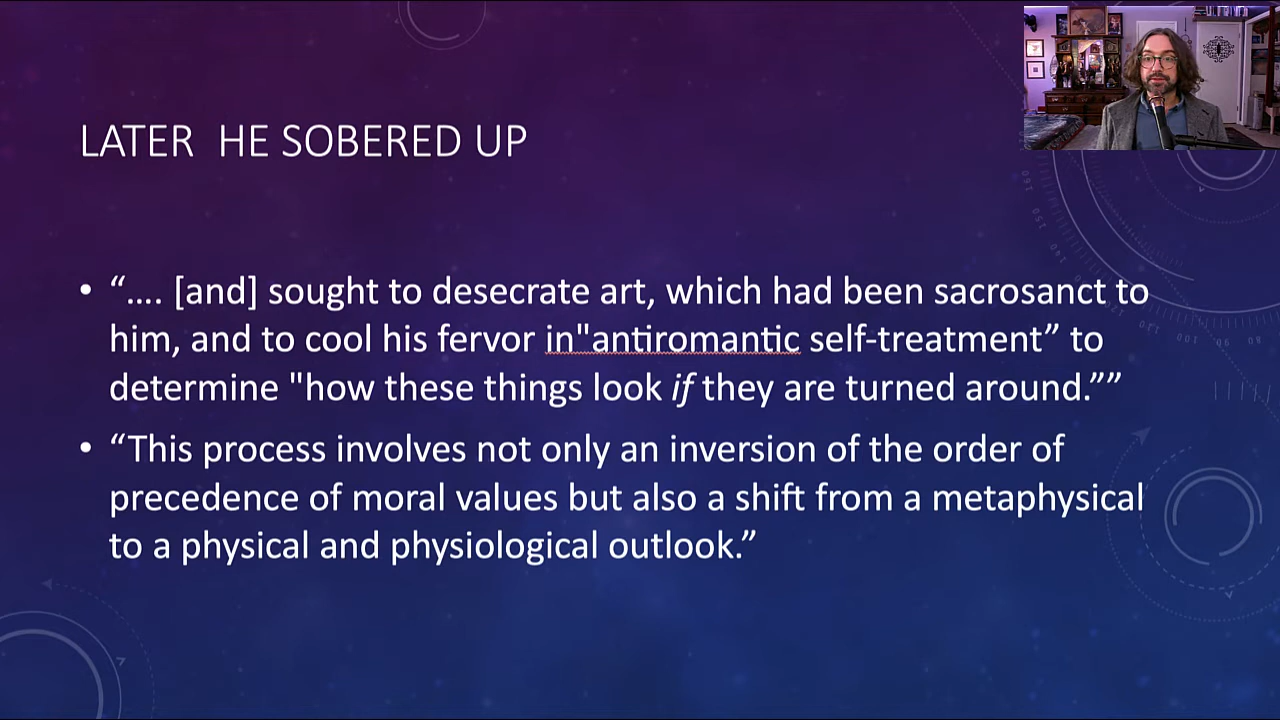 LATER  HE SOBERED UP
• “…. [and] sought to desecrate art, which had been sacrosanct to
him, and to cool his fervor in"antiromantic self-treatment” to
determine "how these things look if they are turned around.””
• “This process involves not only an inversion of the order of
precedence of moral values but also a shift from a metaphysical
to a physical and physiological outlook.”